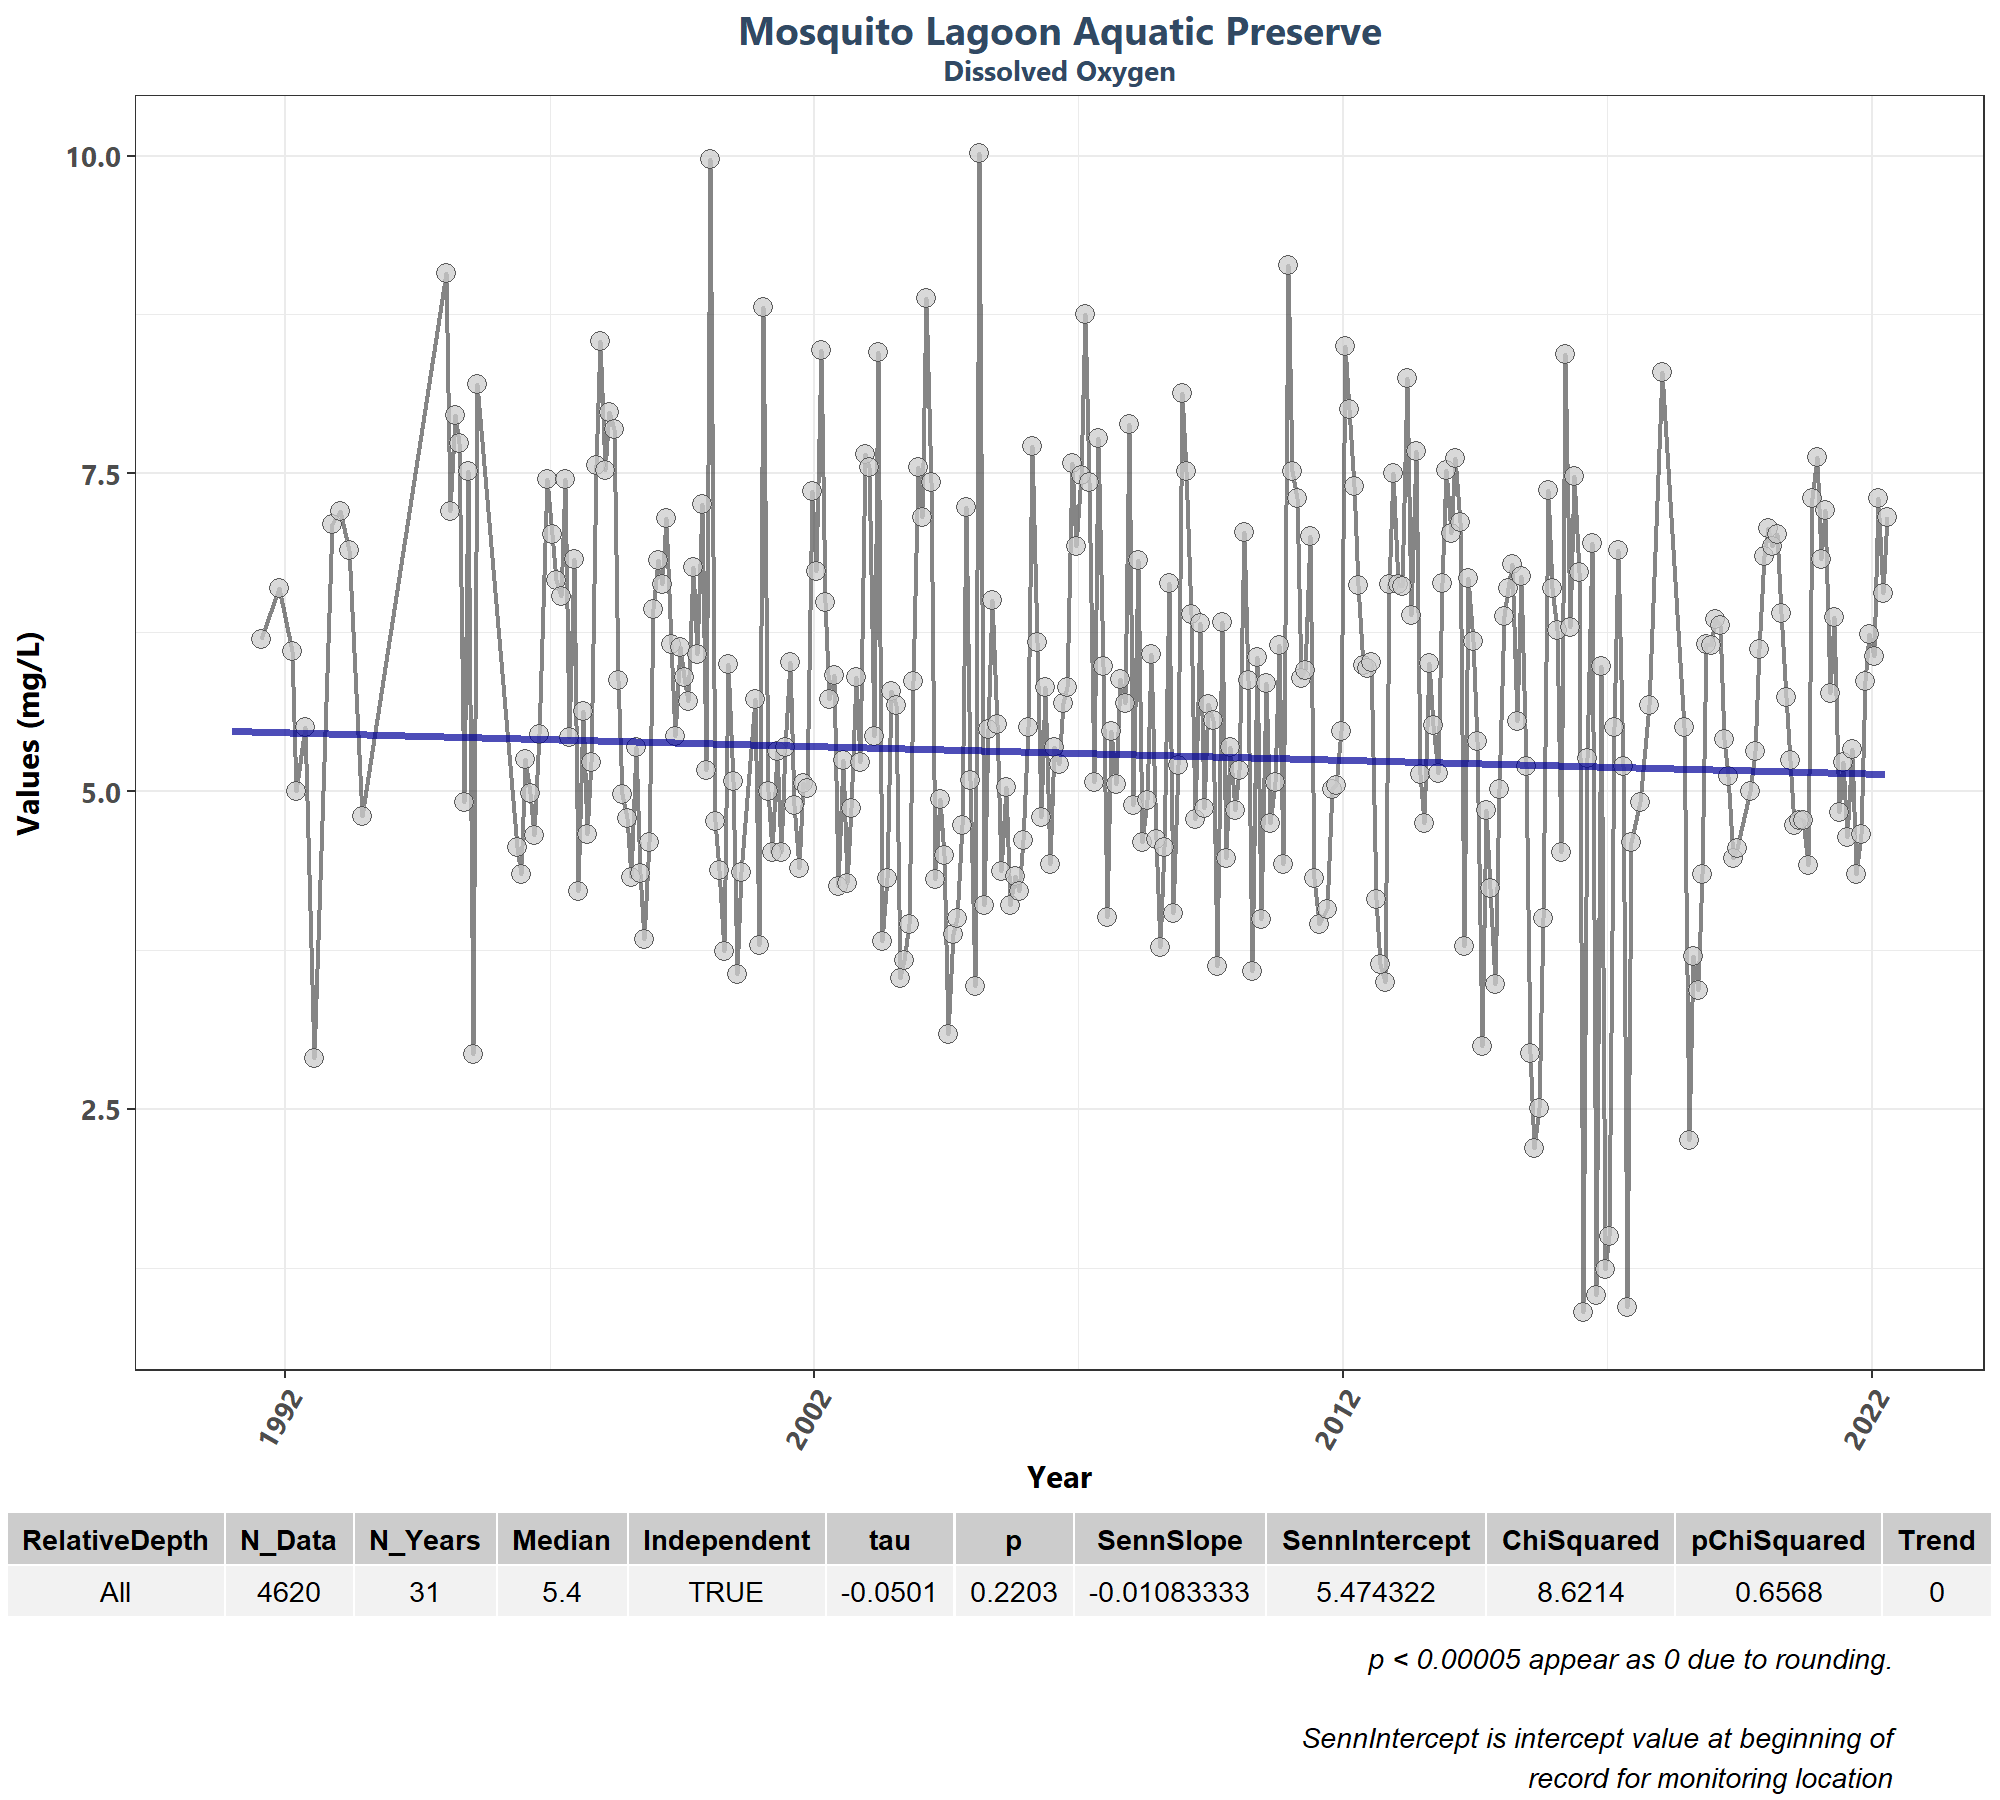 Mosquito Lagoon Aquatic Preserve
Dissolved Oxygen
10.0
7.5
5.0
2.5
Values (mg/L)
1992
2002
2012
2022
Year
RelativeDepth N_Data N_Years Median Independent tau p SennSlope SennIntercept ChiSquared pChiSquared Trend
All 4620 31 5.4 TRUE -0.0501 0.2203 -0.01083333 5.474322 8.6214 0.6568 0
p < 0.00005 appear as 0 due to rounding.
SennIntercept is intercept value at beginning of
record for monitoring location